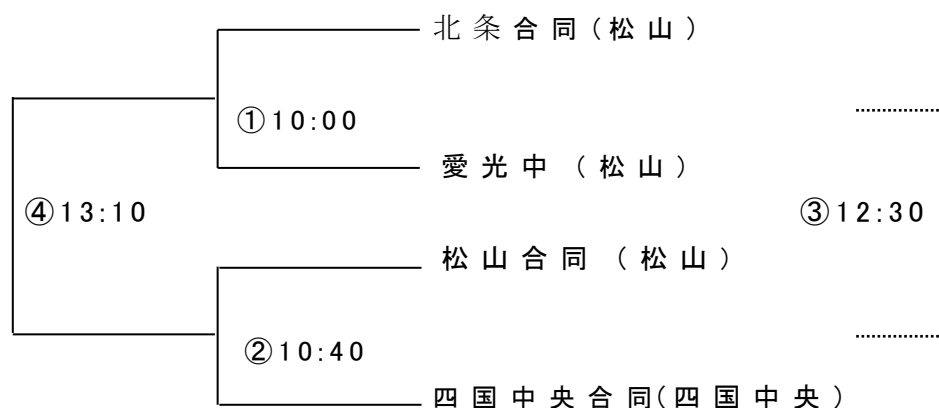 北条合同(松山)
①10:00
愛光中（松山）
④13:10
③12:30
松山合同（松山）
②10:40
四国中央合同(四国中央)